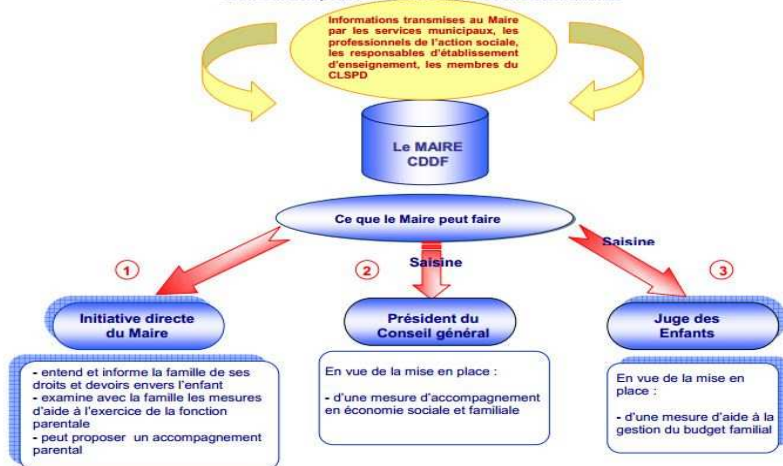 Informations transmises au Maire
par les services municipaux, les
professionnels de l'action sociale,
les responsables d'établissement
d'enseignement, les membres du
CLSPD
Le MAIRE
CDDF
Ce que le Maire peut faire
1
Saisine
2
Saisine
3
Initiative directe
du Maire
Président du
Conseil général
Juge des
Enfants
- entend et informe la famille de ses
droits et devoirs envers l'enfant
- examine avec la famille les mesures
d'aide à l'exercice de la fonction
parentale
- peut proposer un accompagnement
parental
En vue de la mise en place :
- d'une mesure d'accompagnement
en économie sociale et familiale
En vue de la mise en
place :
- d'une mesure d'aide à la
gestion du budget familial